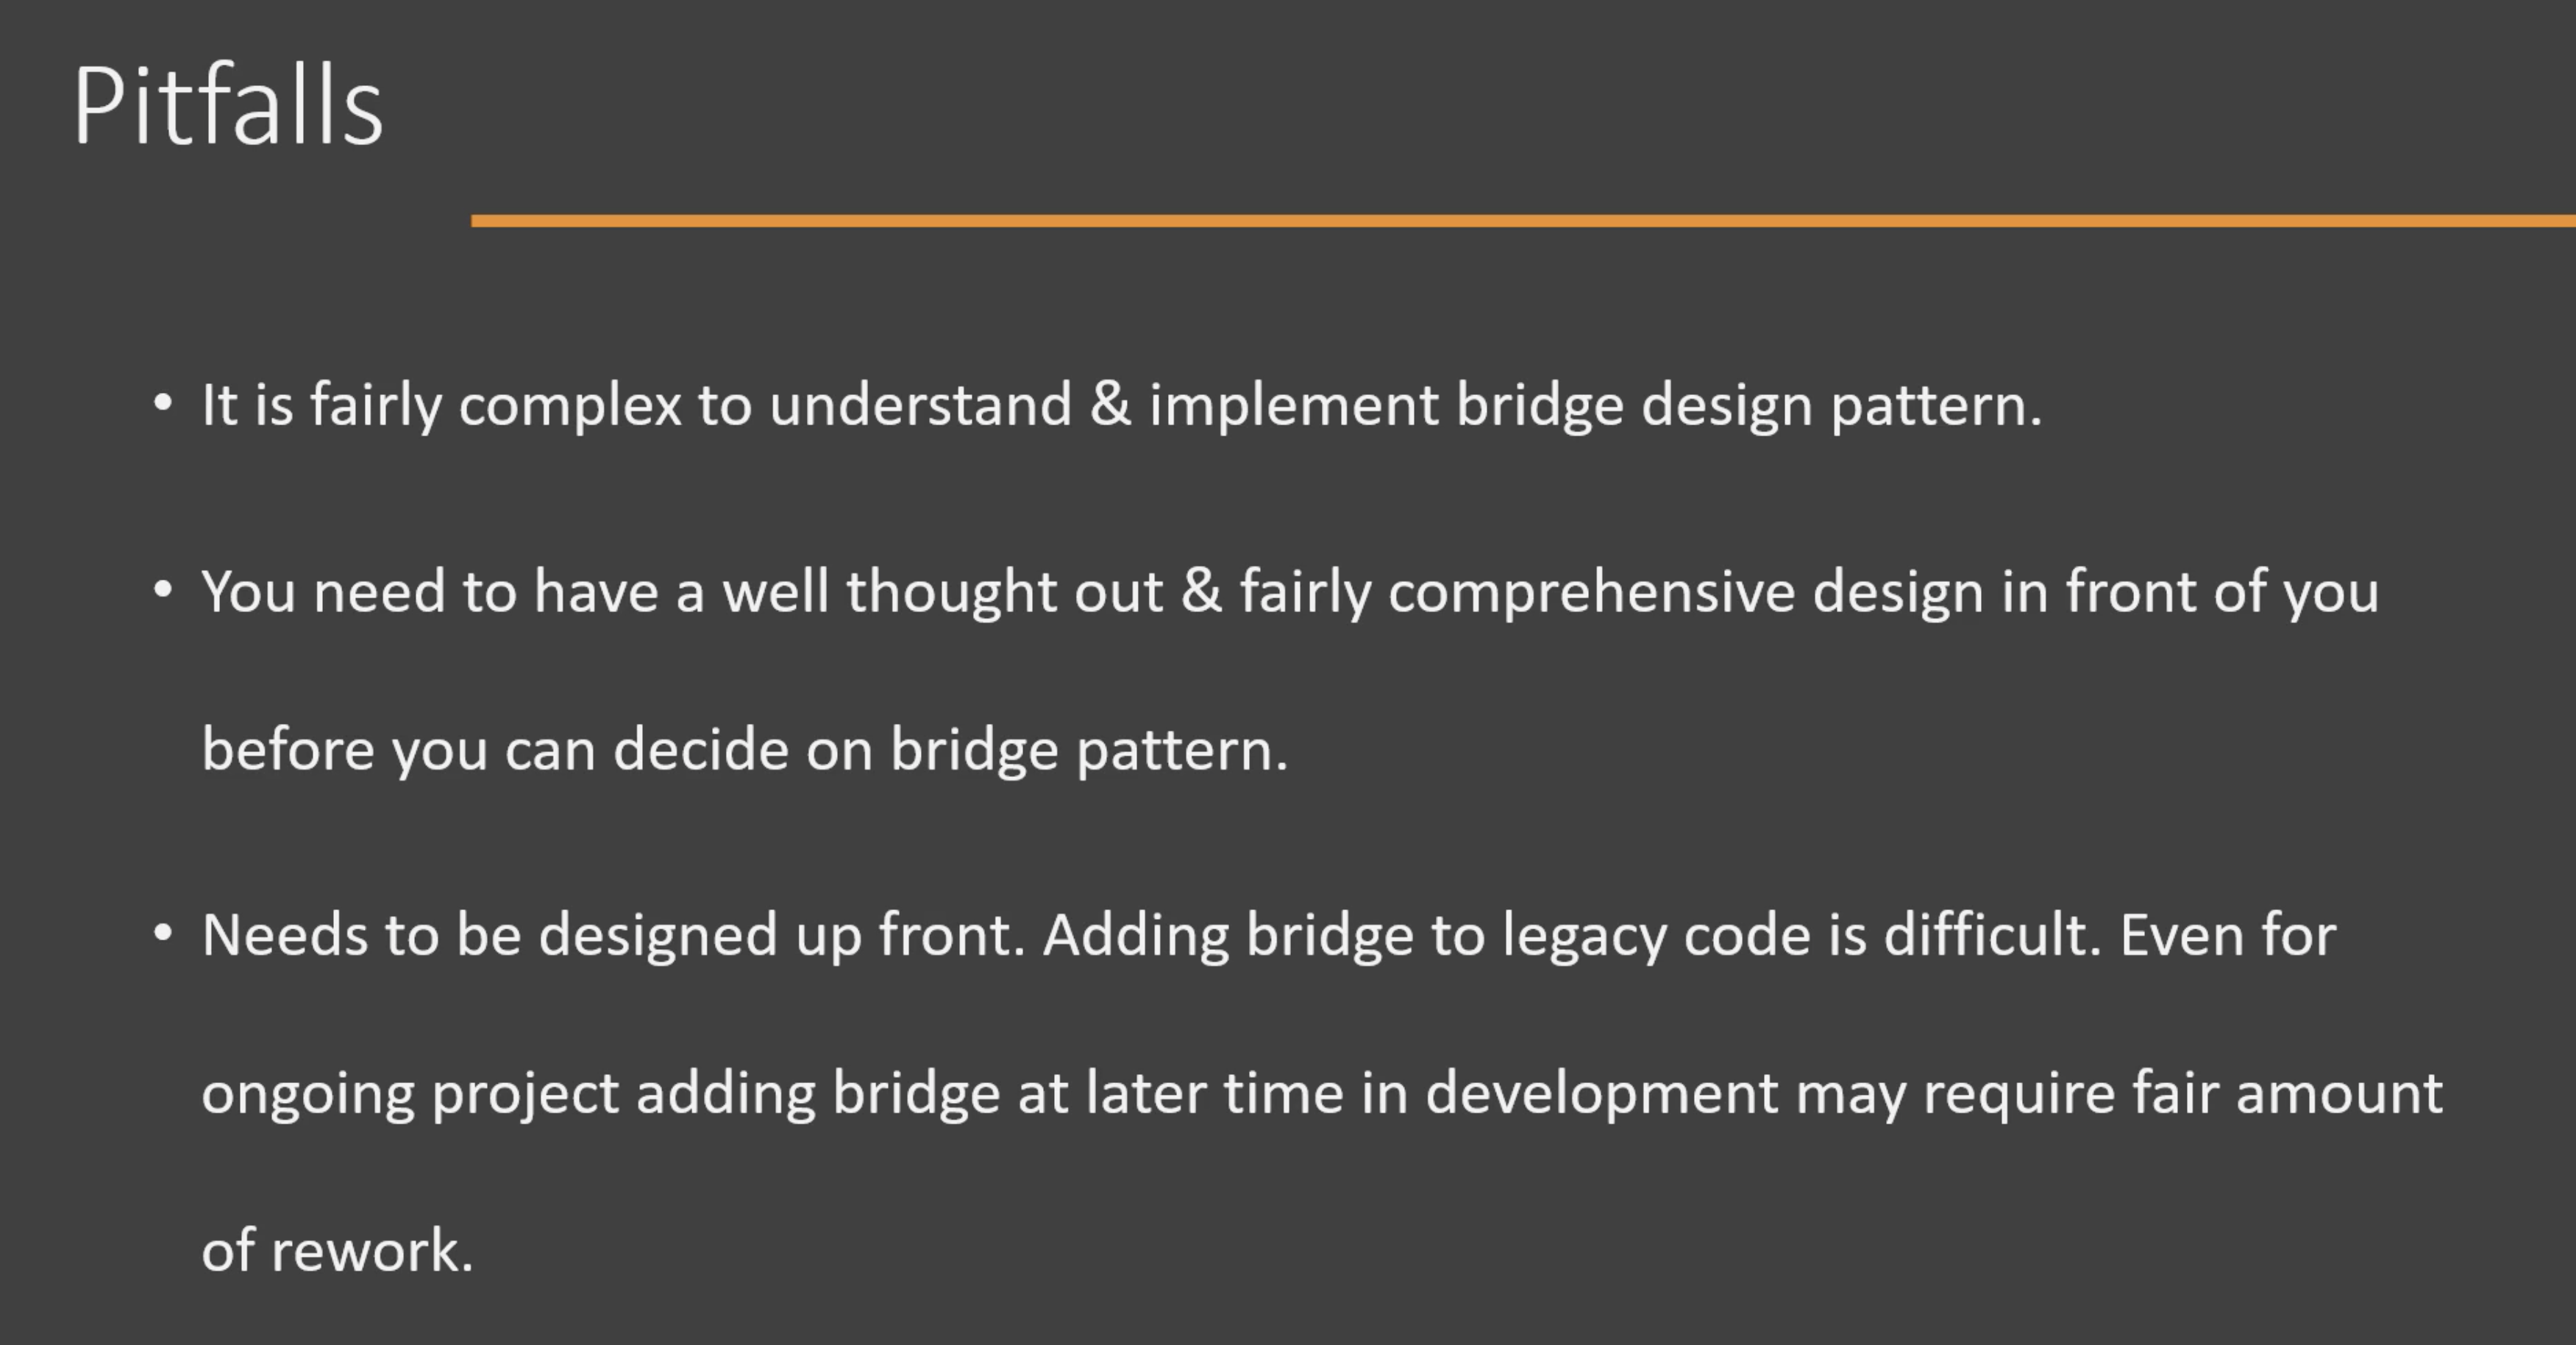 Pitfalls
• It is fairly complex to understand & implement bridge design pattern.
• You need to have a well thought out & fairly comprehensive design in front of you
before you can decide on bridge pattern.
• Needs to be designed up front. Adding bridge to legacy code is difficult. Even for
ongoing project adding bridge at later time in development may require fair amount
of rework.